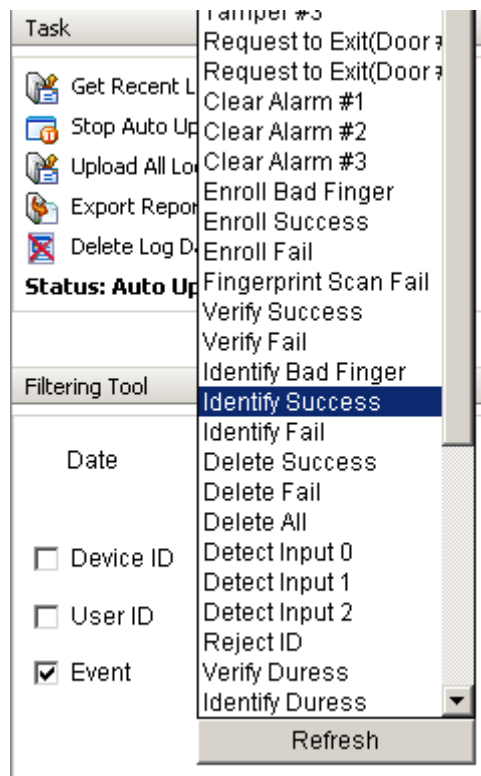 Task
Get Recent L
Stop Auto Up
Upload All Lo
Export Repor
Delete Log D
Status: Auto Up
Filtering Tool
Date
Device ID
User ID
Event
Tamper #3
Request to Exit(Door #
Request to Exit(Door #
Clear Alarm #1
Clear Alarm #2
Clear Alarm #3
Enroll Bad Finger
Enroll Success
Enroll Fail
Fingerprint Scan Fail
Verify Success
Verify Fail
Identify Bad Finger
Identify Success
Identify Fail
Delete Success
Delete Fail
Delete All
Detect Input 0
Detect Input 1
Detect Input 2
Reject ID
Verify Duress
Identify Duress
Refresh